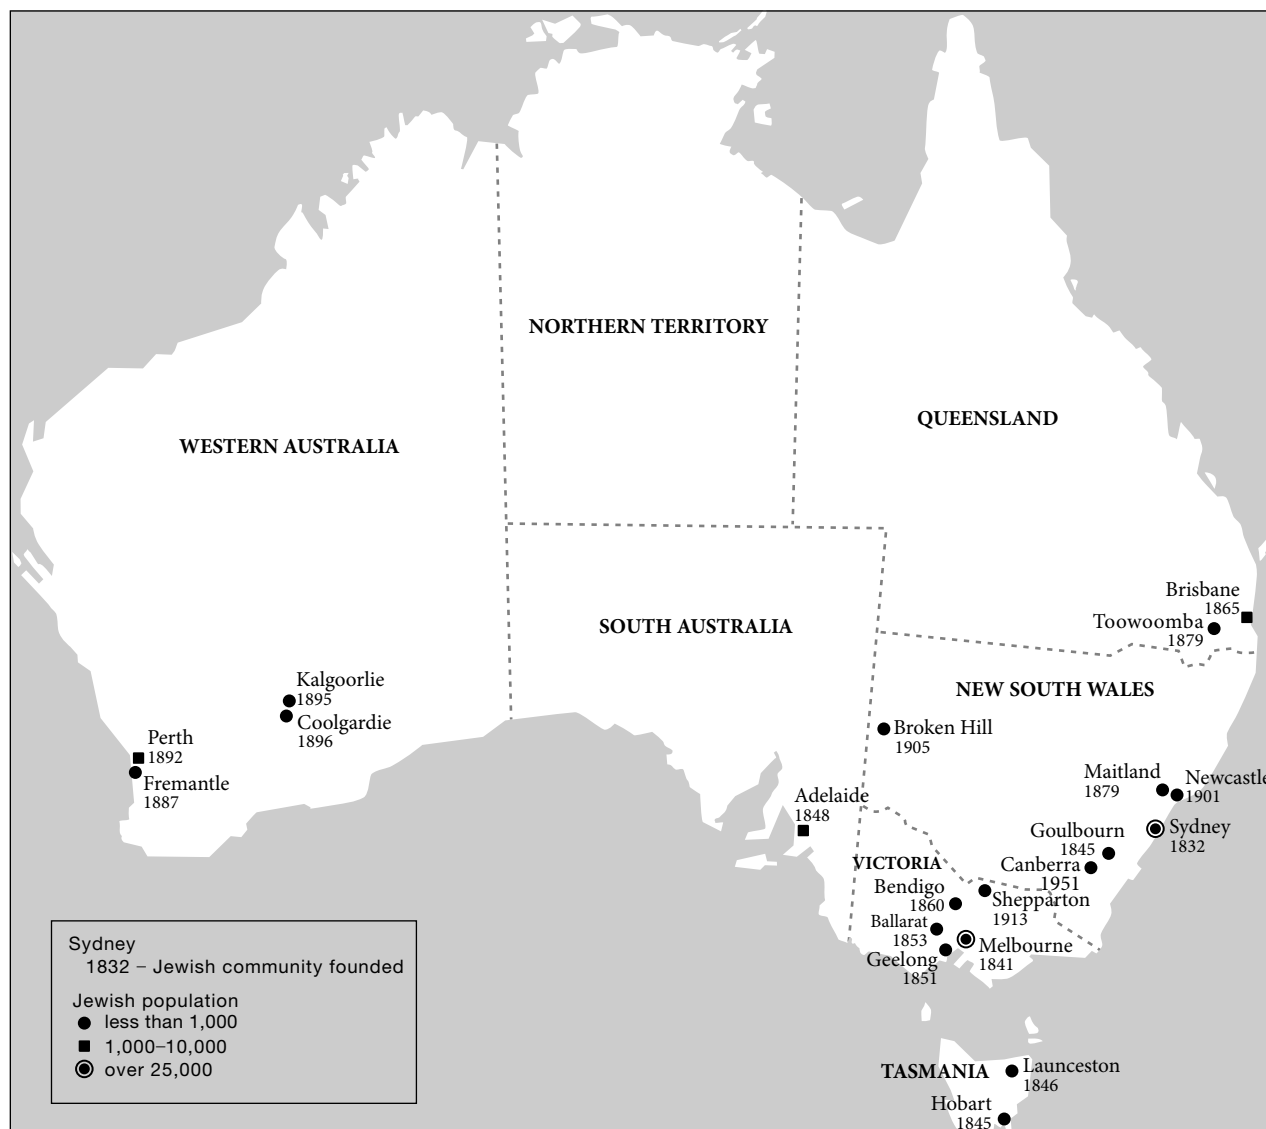 NORTHERN TERRITORY
QUEENSLAND
WESTERN AUSTRALIA
Brisbane
1865
Toowoomba
1879
SOUTH AUSTRALIA
NEW SOUTH WALES
Kalgoorlie
1895
Coolgardie
1896
Broken Hill
1905
Perth
1892
Fremantle
1887
Maitland
1879
Newcastle
1901
Adelaide
1848
Sydney
1832
Goulbourn
1845
Canberra
1951
VICTORIA
Bendigo
1860
Shepparton
1913
Ballarat
1853
Melbourne
1841
Geelong
1851
Sydney
1832 – Jewish community founded
Jewish population
less than 1,000
1,000–10,000
over 25,000
TASMANIA
Launceston
1846
Hobart
1845